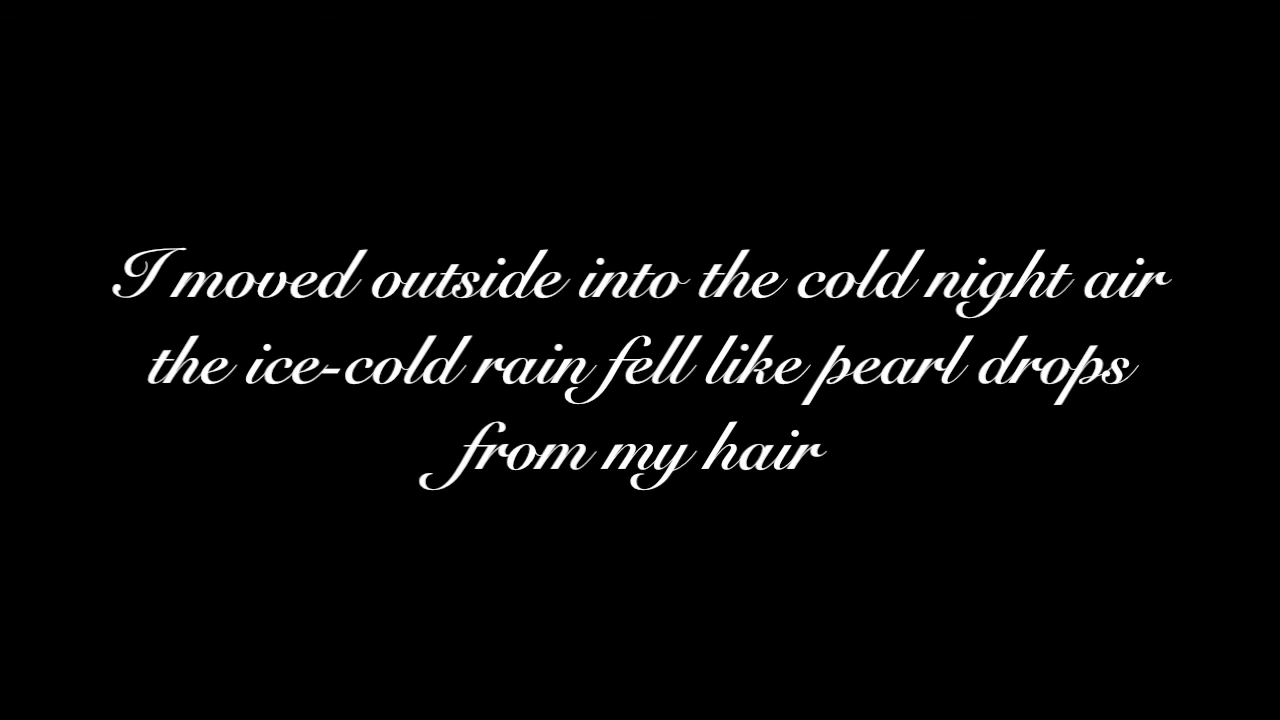 I moved outside into the cold night air
the ice-cold rain fell like pearl drops
from my hair